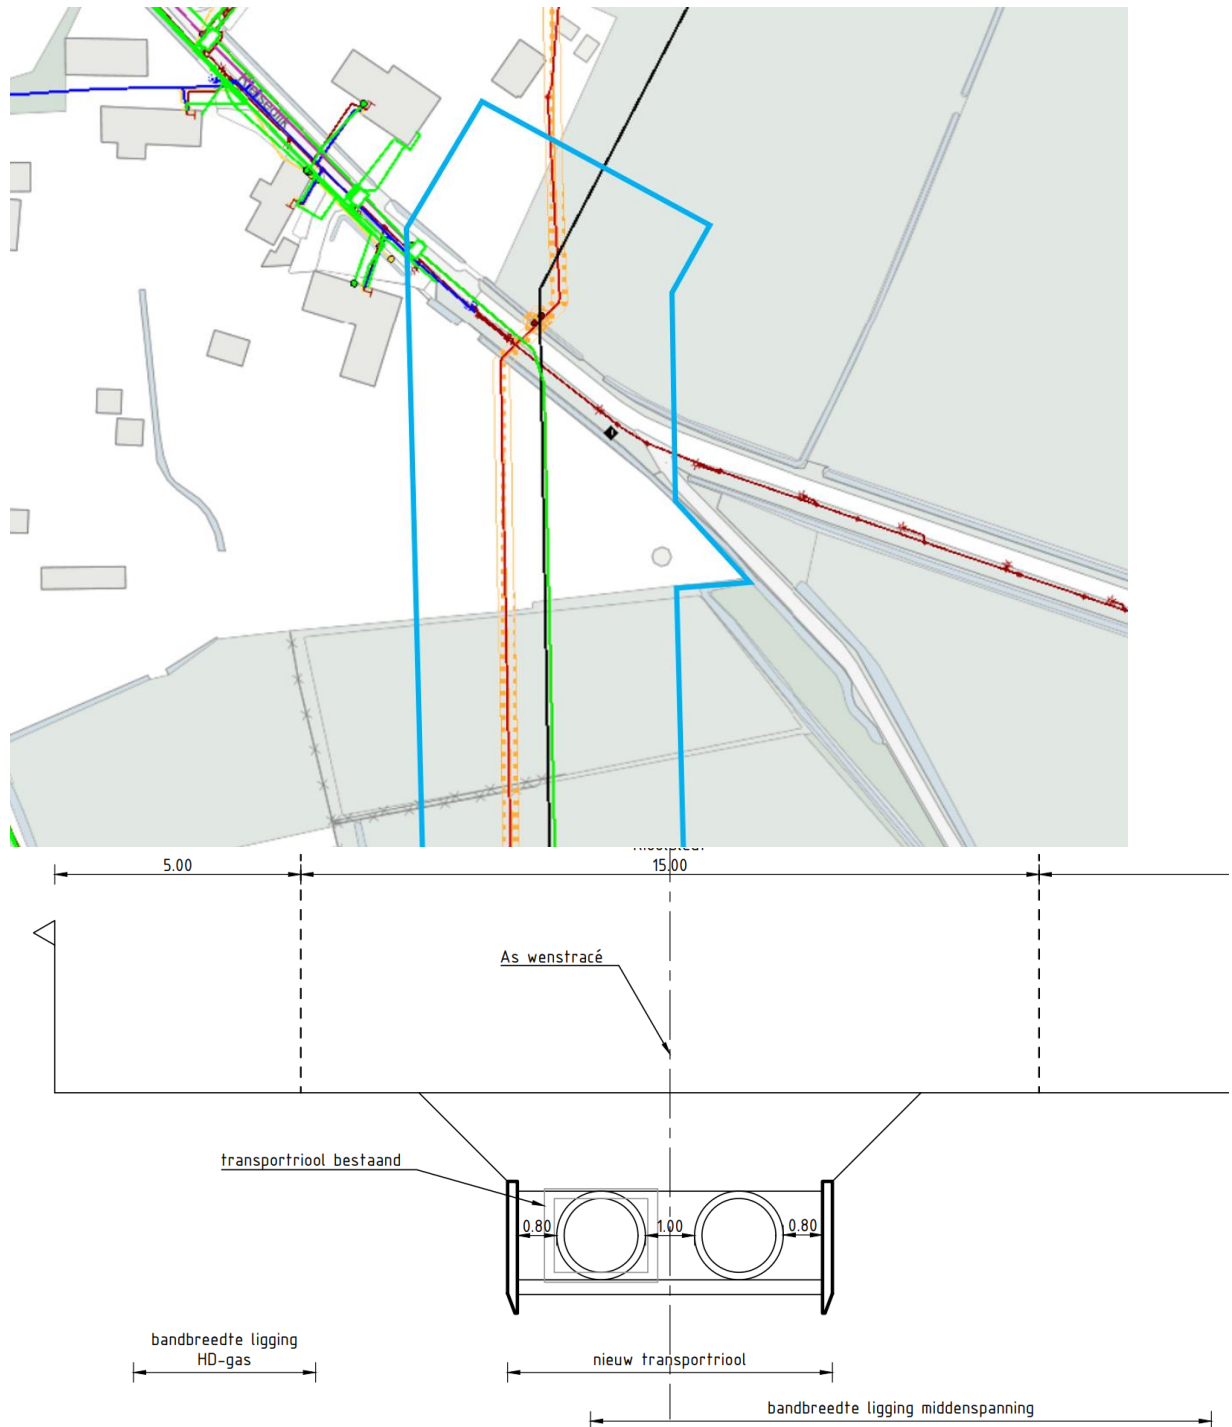 5.00
15.00
As wenstracé
transportriool bestaand
0.80
1.00
0.80
bandbreedte ligging
HD-gas
nieuw transportriool
bandbreedte ligging middenspanning